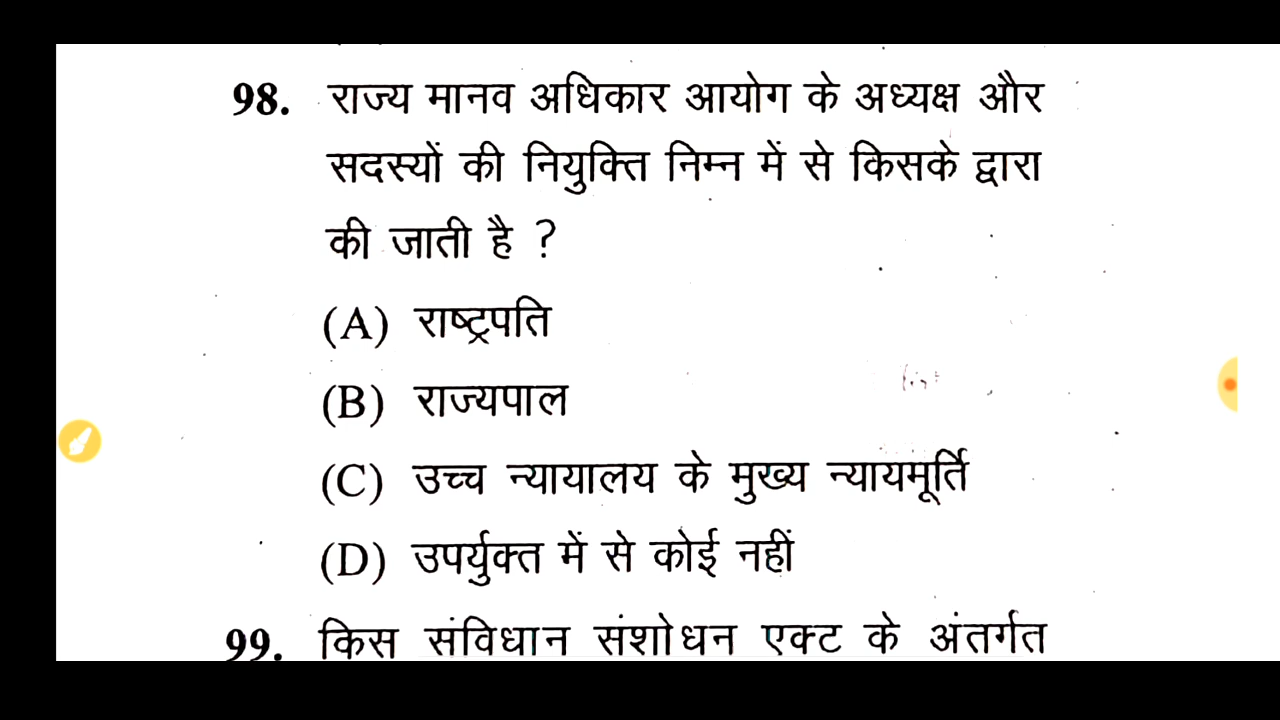 98. राज्य मानव अधिकार आयोग के अध्यक्ष और
सदस्यों की नियुक्ति निम्न में से किसके द्वारा
की जाती है ?
(A) राष्ट्रपति
(B) राज्यपाल
(C) उच्च न्यायालय के मुख्य न्यायमूर्ति
(D) उपर्युक्त में से कोई नहीं
99. किस संविधान संशोधन एक्ट के अंतर्गत